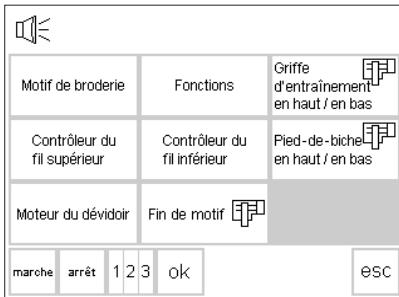 Motif de broderie
Fonctions
Griffe
d'entraînement
en haut / en bas
Contrôleur du
fil supérieur
Contrôleur du
fil inférieur
Pied-de-biche
en haut / en bas
Moteur du dévidoir
Fin de motif
marche arrêt 1 2 3 ok esc